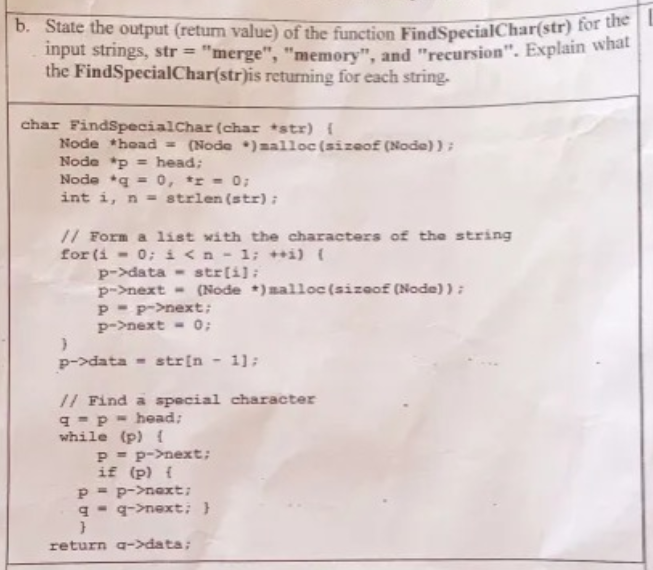 b. State the output (return value) of the function FindSpecialChar(str) for the
input strings, str = "merge", "memory", and "recursion". Explain what
the FindSpecialChar(str)is returning for each string.
char FindSpecialChar(char *str) {
Node *head = (Node *)malloc(sizeof(Node));
Node *p = head;
Node *q = 0, *r = 0;
int i, n = strlen(str);
// Form a list with the characters of the string
for(i = 0; i < n - 1; ++i) {
p->data = str[i];
p->next = (Node *)malloc(sizeof(Node));
p = p->next;
p->next = 0;
}
p->data = str[n - 1];
// Find a special character
q = p = head;
while (p) {
p = p->next;
if (p) {
p = p->next;
q = q->next; }
}
return q->data;